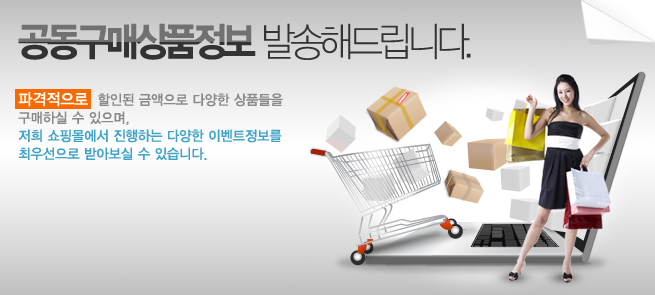 공동구매상품정보 발송해드립니다.
파격적으로 할인된 금액으로 다양한 상품들을
구매하실 수 있으며,
저희 쇼핑몰에서 진행하는 다양한 이벤트정보를
최우선으로 받아보실 수 있습니다.